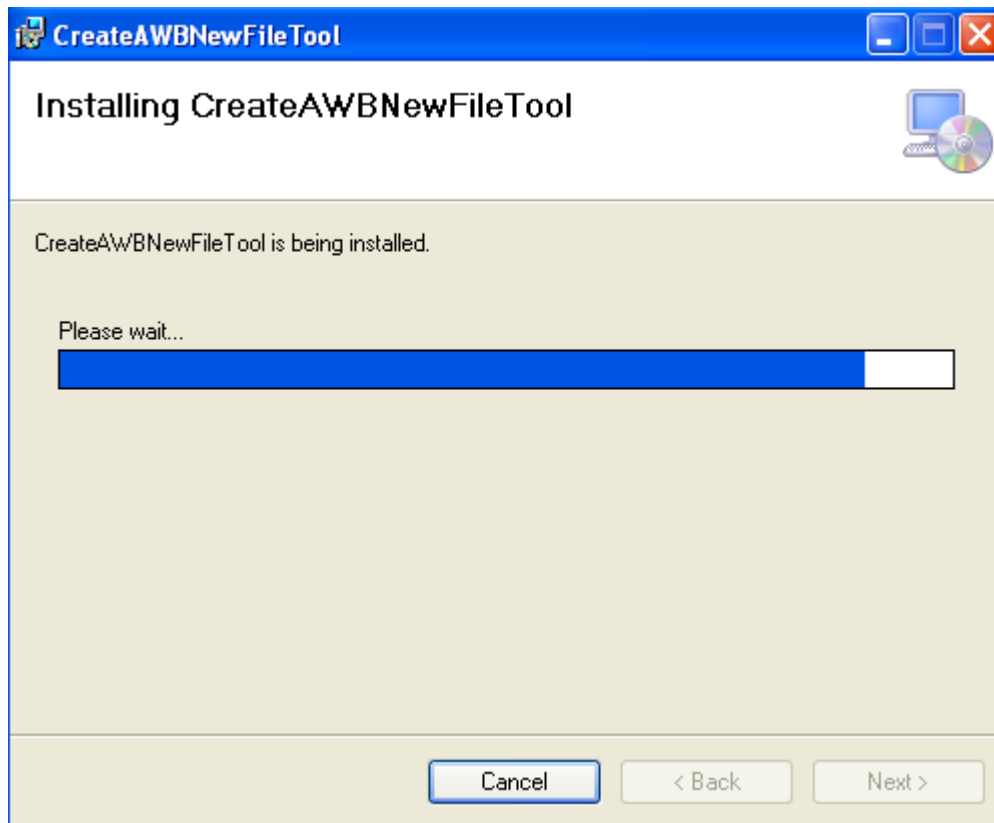 CreateAWBNewFileTool
Installing CreateAWBNewFileTool
CreateAWBNewFileTool is being installed.
Please wait...
Cancel
< Back
Next >